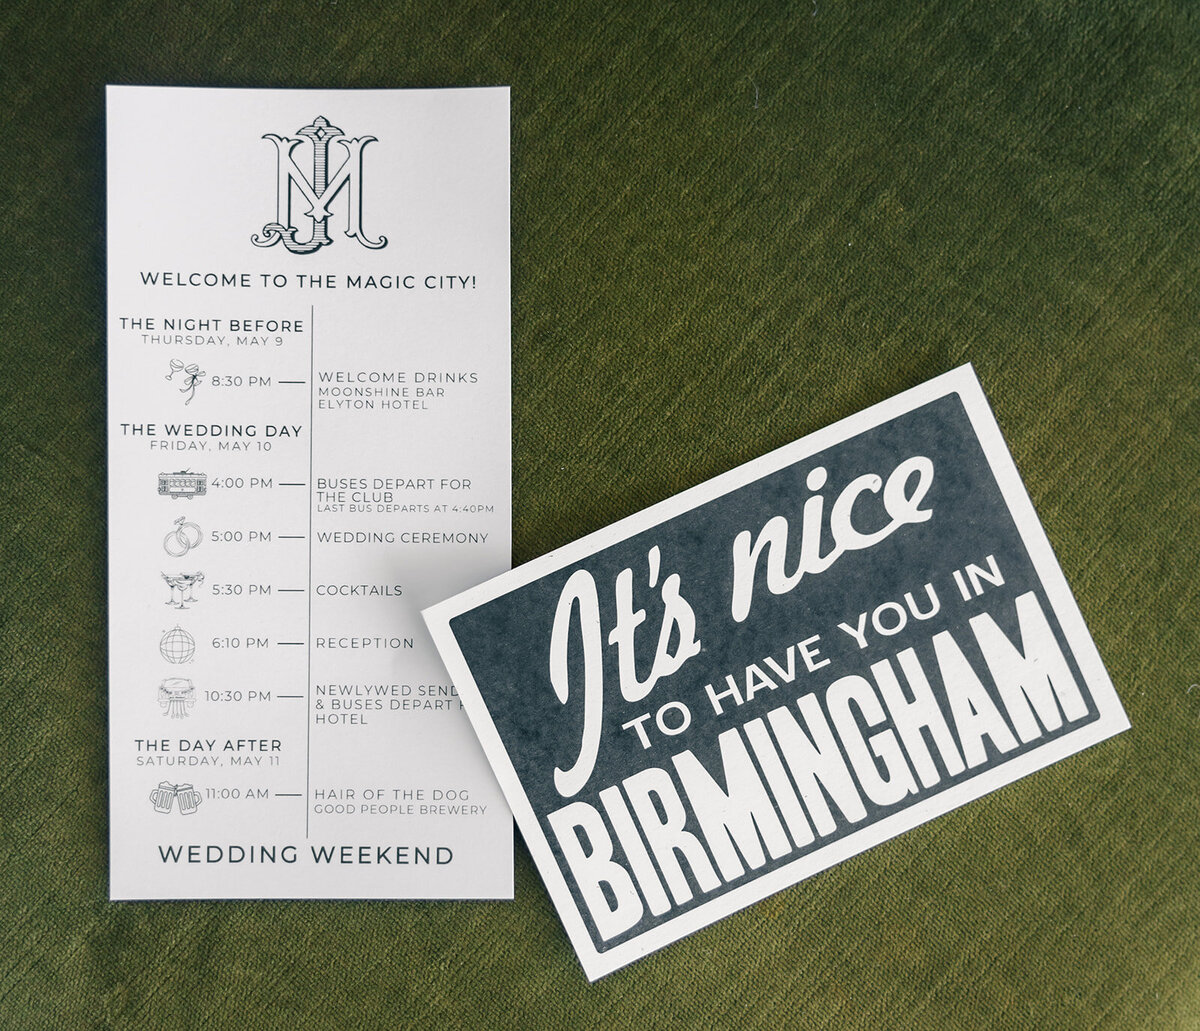 JM
WELCOME TO THE MAGIC CITY!
THE NIGHT BEFORE
THURSDAY, MAY 9
8:30 PM
WELCOME DRINKS
MOONSHINE BAR
ELYTON HOTEL
THE WEDDING DAY
FRIDAY, MAY 10
4:00 PM
BUSES DEPART FOR
THE CLUB
LAST BUS DEPARTS AT 4:40PM
5:00 PM
WEDDING CEREMONY
5:30 PM
COCKTAILS
6:10 PM
RECEPTION
10:30 PM
NEWLYWED SEND
& BUSES DEPART
HOTEL
THE DAY AFTER
SATURDAY, MAY 11
11:00 AM
HAIR OF THE DOG
GOOD PEOPLE BREWERY
WEDDING WEEKEND
It's nice
TO HAVE YOU IN
BIRMINGHAM